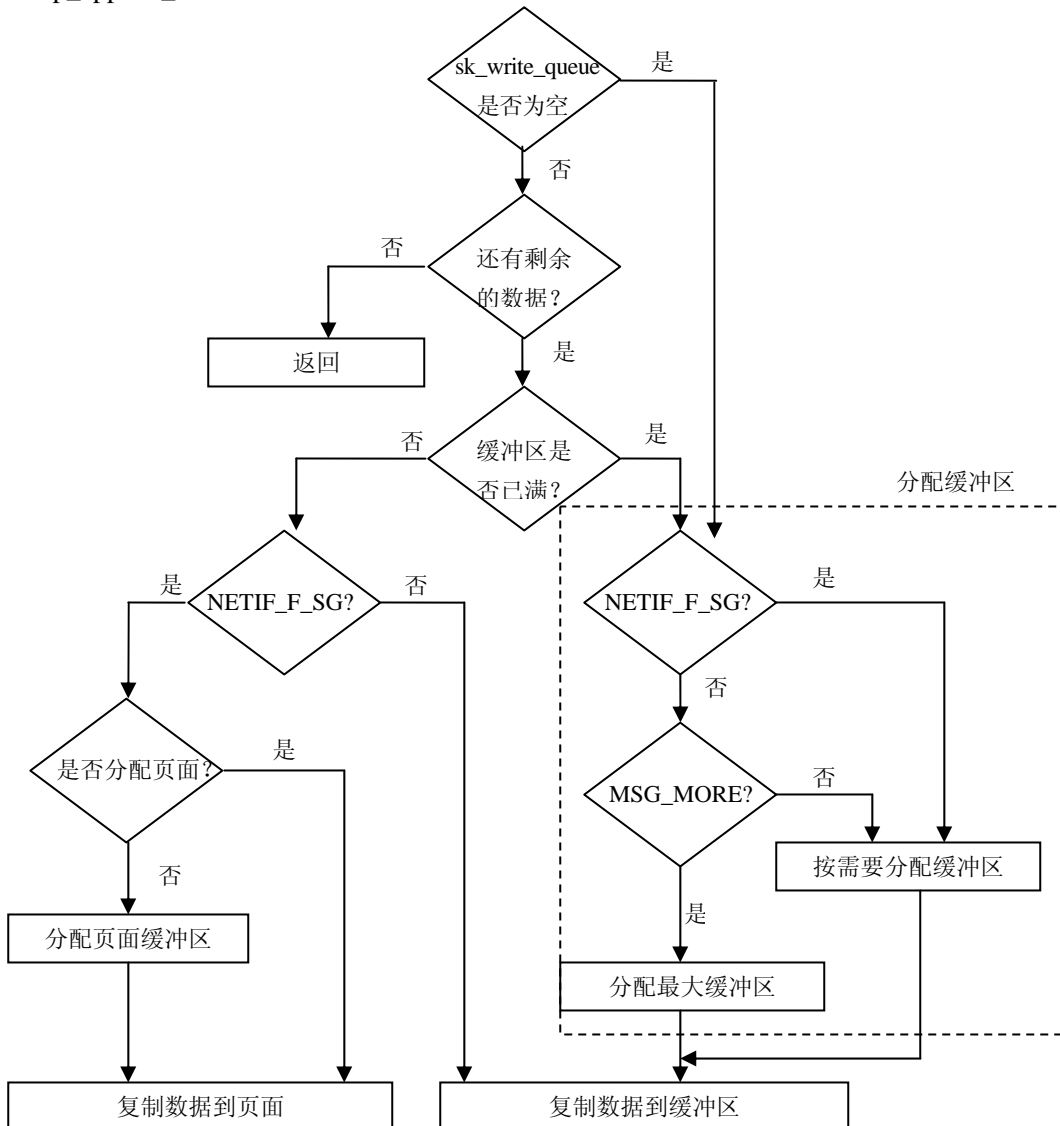 sk_write_queue
是
是否为空
否
否
还有剩余
的数据?
返回
是
否
缓冲区是
是
否已满?
分配缓冲区
是
NETIF_F_SG?
否
NETIF_F_SG?
是
否
是否分配页面?
是
MSG_MORE?
否
按需要分配缓冲区
否
是
分配页面缓冲区
分配最大缓冲区
复制数据到页面
复制数据到缓冲区